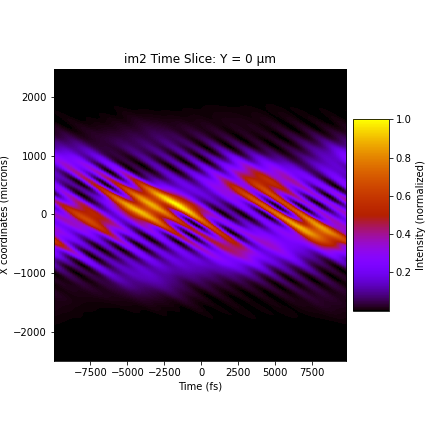 im2 Time Slice: Y = 0 μm
X coordinates (microns)
2000
1000
0
−1000
−2000
−7500 −5000 −2500 0 2500 5000 7500
Time (fs)
1.0
0.8
0.6
0.4
0.2
Intensity (normalized)